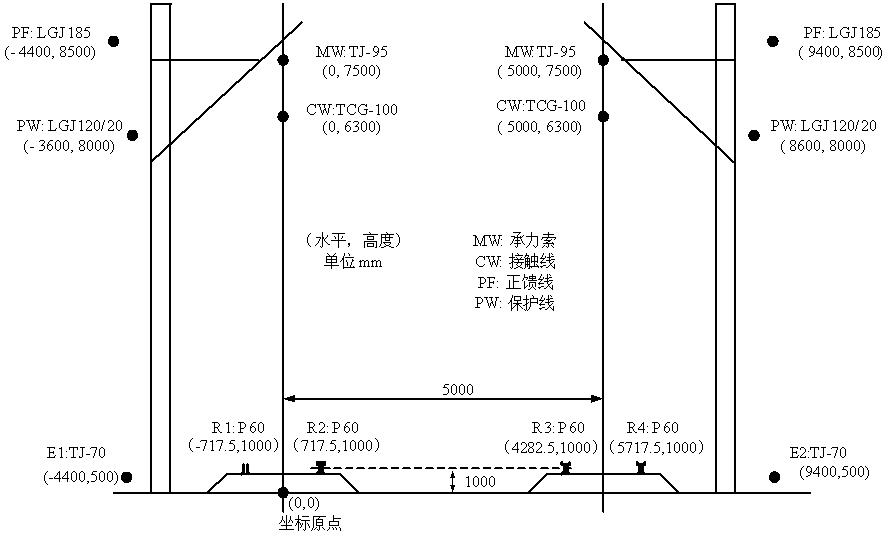 PF: LGJ185
(-4400, 8500)
MW:TJ-95
(0, 7500)
MW:TJ-95
(5000, 7500)
PF: LGJ185
(9400, 8500)
PW: LGJ120/20
(-3600, 8000)
CW:TCG-100
(0, 6300)
CW:TCG-100
(5000, 6300)
PW: LGJ120/20
(8600, 8000)
（水平，高度）
单位mm
MW: 承力索
CW: 接触线
PF: 正馈线
PW: 保护线
5000
E1:TJ-70
(-4400,500)
R1:P60
(-717.5,1000)
R2:P60
(717.5,1000)
R3:P60
(4282.5,1000)
R4:P60
(5717.5,1000)
E2:TJ-70
(9400,500)
1000
(0,0)
坐标原点